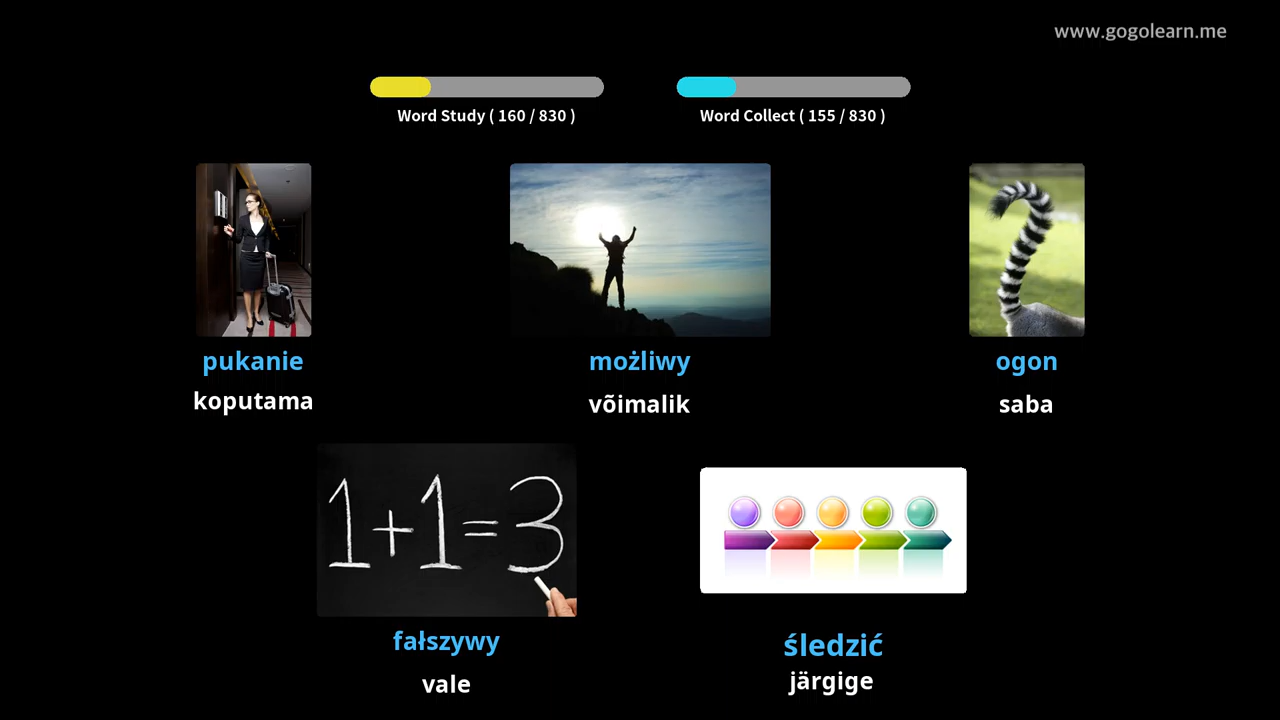 www.gogolearn.me
Word Study ( 160 / 830 )
Word Collect ( 155 / 830 )
pukanie
koputama
możliwy
võimalik
ogon
saba
1+1=3
fałszywy
vale
śledzić
järgige